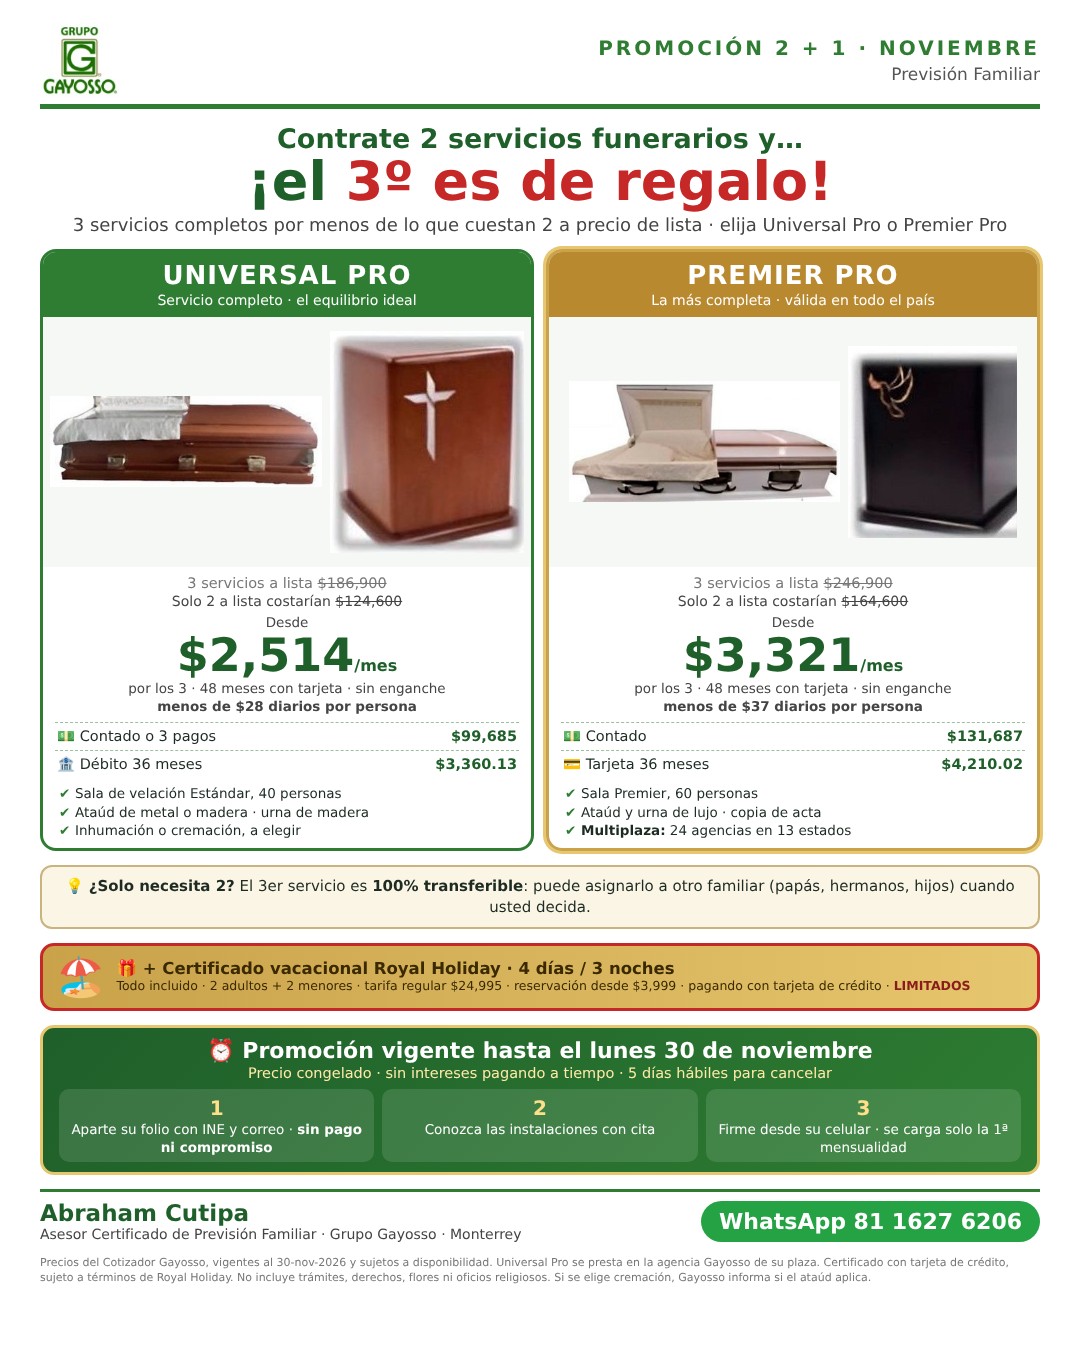 GRUPO
G
GAYOSSO
PROMOCIÓN 2 + 1 · NOVIEMBRE
Previsión Familiar
Contrate 2 servicios funerarios y…
¡el 3º es de regalo!
3 servicios completos por menos de lo que cuestan 2 a precio de lista · elija Universal Pro o Premier Pro
UNIVERSAL PRO
Servicio completo · el equilibrio ideal
3 servicios a lista $186,900
Solo 2 a lista costarían $124,600
Desde
$2,514/mes
por los 3 · 48 meses con tarjeta · sin enganche
menos de $28 diarios por persona
💵 Contado o 3 pagos $99,685
🏦 Débito 36 meses $3,360.13
✔ Sala de velación Estándar, 40 personas
✔ Ataúd de metal o madera · urna de madera
✔ Inhumación o cremación, a elegir
PREMIER PRO
La más completa · válida en todo el país
3 servicios a lista $246,900
Solo 2 a lista costarían $164,600
Desde
$3,321/mes
por los 3 · 48 meses con tarjeta · sin enganche
menos de $37 diarios por persona
💵 Contado $131,687
💳 Tarjeta 36 meses $4,210.02
✔ Sala Premier, 60 personas
✔ Ataúd y urna de lujo · copia de acta
✔ Multiplaza: 24 agencias en 13 estados
💡 ¿Solo necesita 2? El 3er servicio es 100% transferible: puede asignarlo a otro familiar (papás, hermanos, hijos) cuando
usted decida.
🎁 + Certificado vacacional Royal Holiday · 4 días / 3 noches
Todo incluido · 2 adultos + 2 menores · tarifa regular $24,995 · reservación desde $3,999 · pagando con tarjeta de crédito · LIMITADOS
⏰ Promoción vigente hasta el lunes 30 de noviembre
Precio congelado · sin intereses pagando a tiempo · 5 días hábiles para cancelar
1
Aparte su folio con INE y correo · sin pago
ni compromiso
2
Conozca las instalaciones con cita
3
Firme desde su celular · se carga solo la 1ª
mensualidad
Abraham Cutipa
Asesor Certificado de Previsión Familiar · Grupo Gayosso · Monterrey
WhatsApp 81 1627 6206
Precios del Cotizador Gayosso, vigentes al 30-nov-2026 y sujetos a disponibilidad. Universal Pro se presta en la agencia Gayosso de su plaza. Certificado con tarjeta de crédito,
sujeto a términos de Royal Holiday. No incluye trámites, derechos, flores ni oficios religiosos. Si se elige cremación, Gayosso informa si el ataúd aplica.